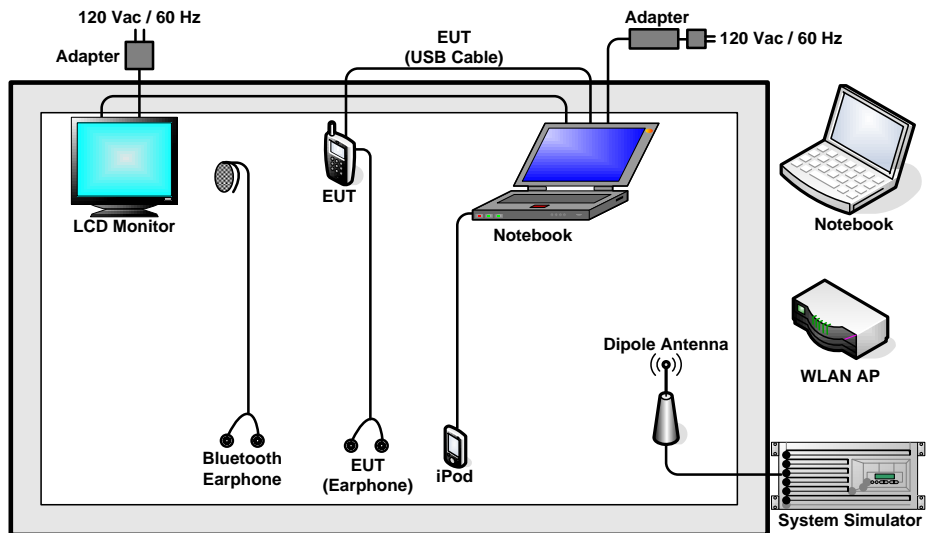 120 Vac / 60 Hz
Adapter
EUT
(USB Cable)
Adapter
120 Vac / 60 Hz
LCD Monitor
EUT
Notebook
Notebook
WLAN AP
Dipole Antenna
Bluetooth
Earphone
EUT
(Earphone)
iPod
System Simulator